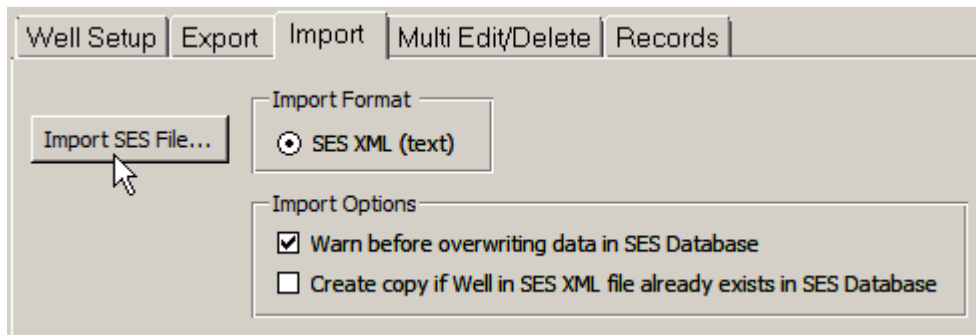 Well Setup Export Import Multi Edit/Delete Records
Import Format
Import SES File... SES XML (text)
Import Options
Warn before overwriting data in SES Database
Create copy if Well in SES XML file already exists in SES Database